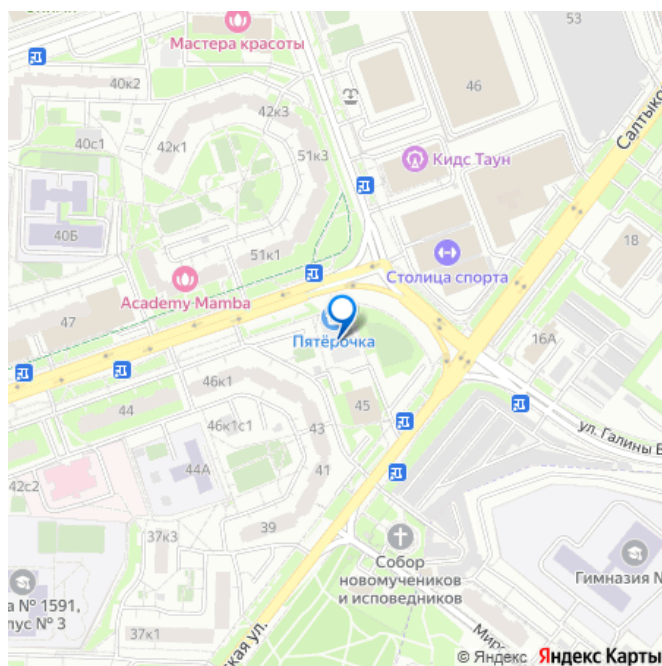 53
Мастера красоты
40к2
46
42к3
Салтыко
40с1
42к1
51к3
Кидс Таун
40Б
18
51к1
Столица спорта
Academy-Mamba
47
16А
Пятёрочка
46к1
44
45
46к1с1
43
ул. Галины В
44А
41
42с2
39
37к3
Собор
новомучеников
и исповедников
Гимназия №
а № 1591,
пус № 3
37к1
кая ул.
Мира
© Яндекс Яндекс Карты